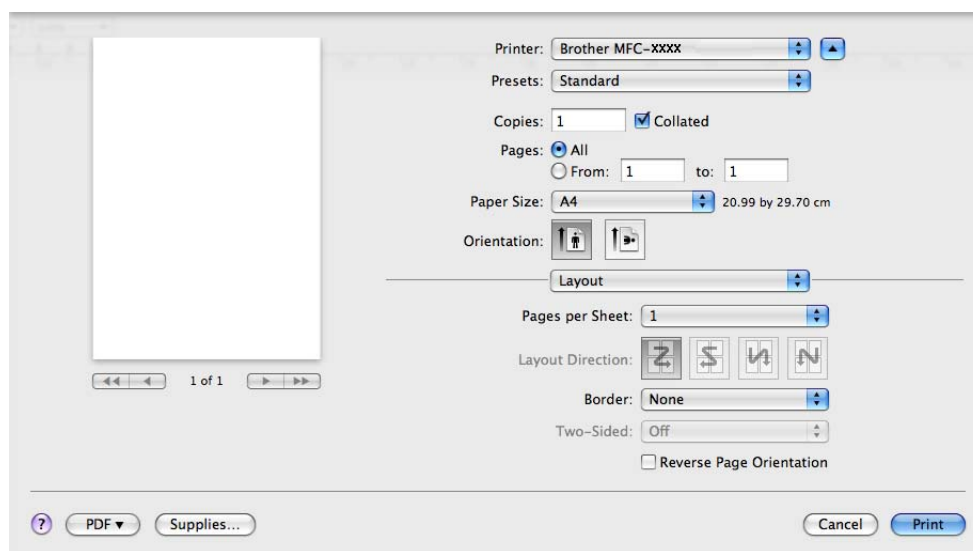 Printer: Brother MFC-XXXX
Presets: Standard
Copies: 1 Collated
Pages: All
From: 1 to: 1
Paper Size: A4 20.99 by 29.70 cm
Orientation:
Layout
Pages per Sheet: 1
Layout Direction:
Border: None
Two-Sided: Off
Reverse Page Orientation
1 of 1
? PDF ▼ Supplies... Cancel Print